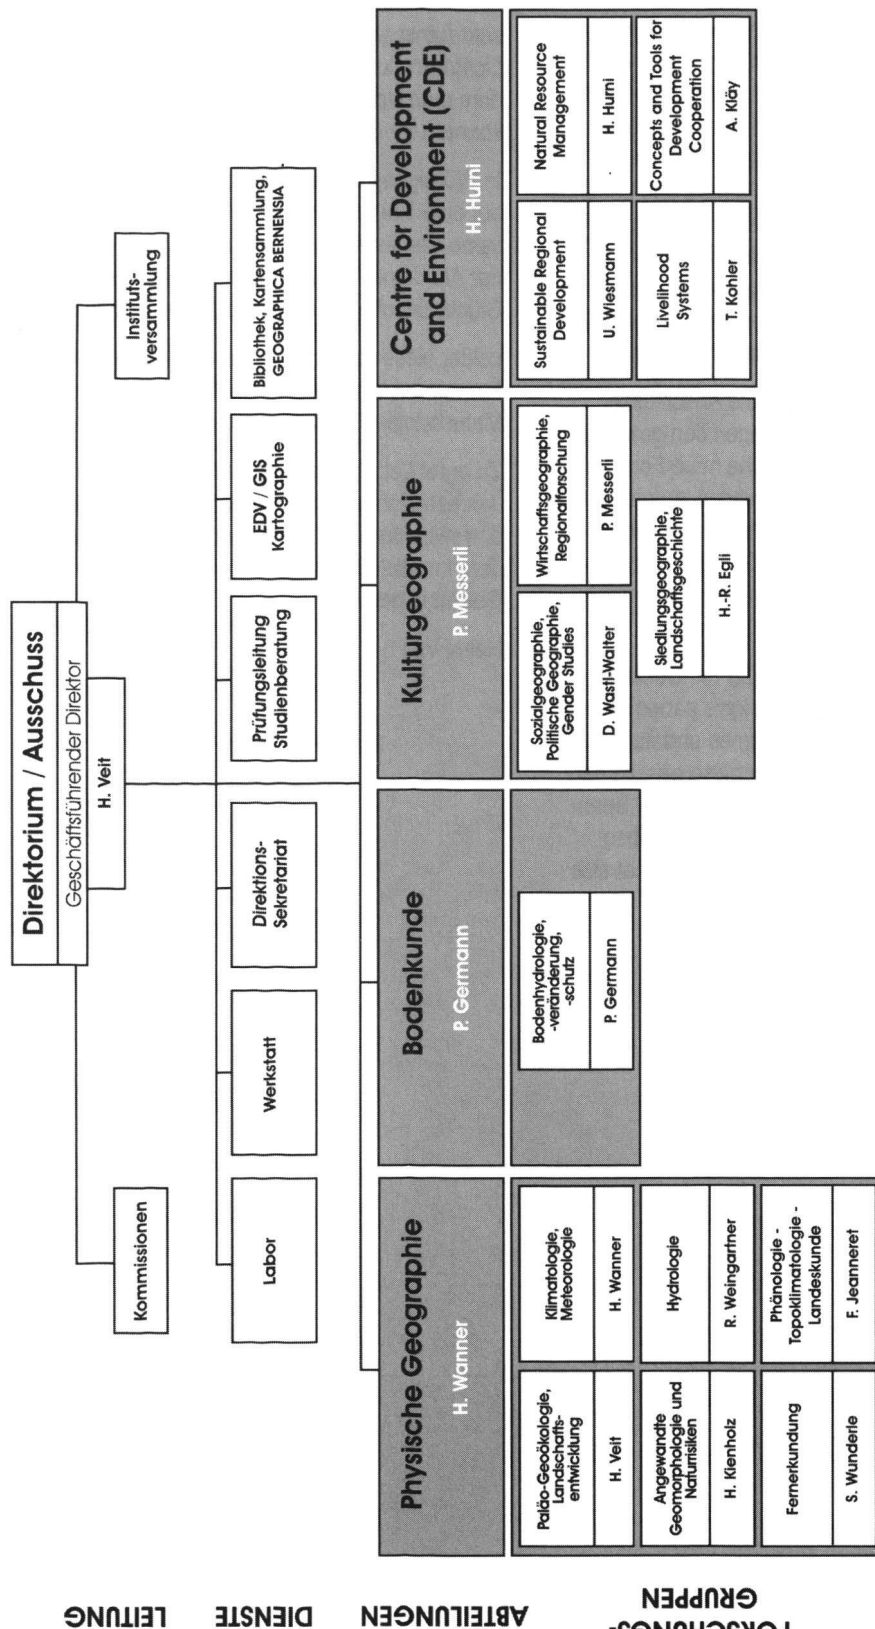 LEITUNG
Direktorium / Ausschuss
Geschäftsführender Direktor
H. Veit
Kommissionen
Instituts-
versammlung
DIENSTE
Labor
Werkstatt
Direktions-
Sekretariat
Prüfungsleitung
Studienberatung
EDV / GIS
Kartographie
Bibliothek, Kartensammlung,
GEOGRAPHICA BERNENSIA
ABTEILUNGEN
Physische Geographie
H. Wanner
Bodenkunde
P. Germann
Kulturgeographie
P. Messerli
Centre for Development
and Environment (CDE)
H. Hurni
FORSCHUNGS-
GRUPPEN
Paläo-Geoökologie,
Landschafts-
entwicklung
H. Veit
Klimatologie,
Meteorologie
H. Wanner
Angewandte
Geomorphologie und
Naturrisiken
H. Kienholz
Hydrologie
R. Weingartner
Fernerkundung
S. Wunderle
Phänologie -
Topoklimatologie -
Landeskunde
F. Jeanneret
Bodenhydrologie,
-veränderung,
-schutz
P. Germann
Sozialgeographie,
Politische Geographie,
Gender Studies
D. Wastl-Walter
Wirtschaftsgeographie,
Regionalforschung
P. Messerli
Siedlungsgeographie,
Landschaftsgeschichte
H.-R. Egli
Sustainable Regional
Development
U. Wiesmann
Natural Resource
Management
H. Hurni
Livelihood
Systems
T. Kohler
Concepts and Tools for
Development
Cooperation
A. Kläy